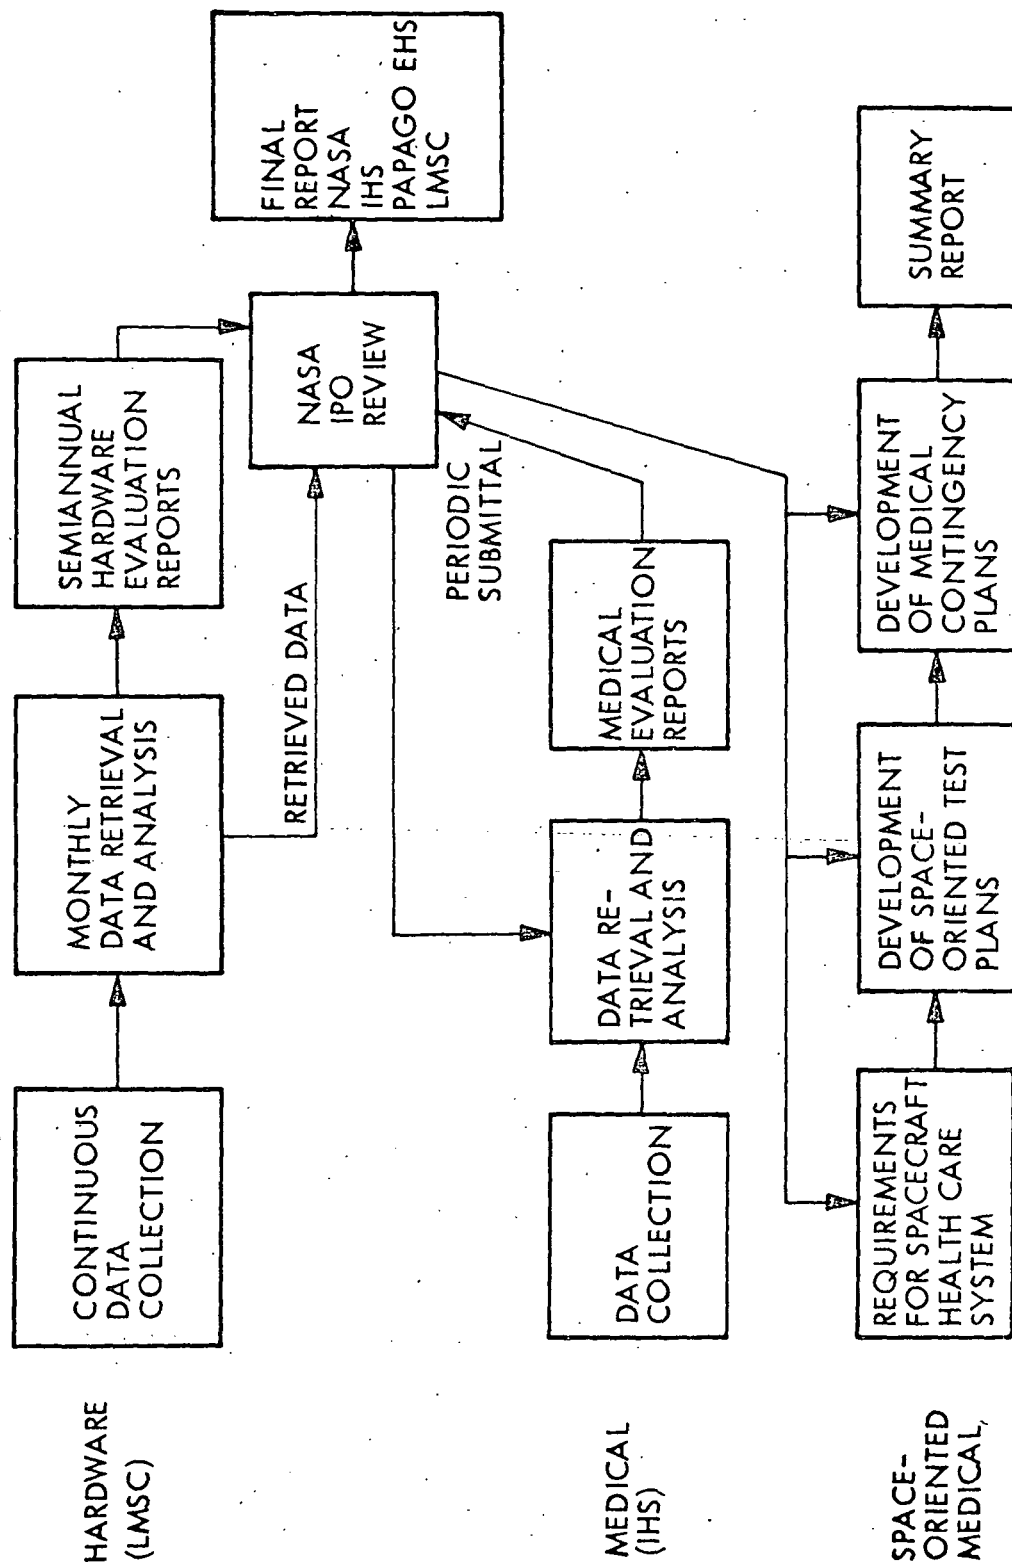 HARDWARE
(LMSC)
CONTINUOUS
DATA
COLLECTION
MONTHLY
DATA RETRIEVAL
AND ANALYSIS
SEMIANNUAL
HARDWARE
EVALUATION
REPORTS
RETRIEVED DATA
NASA
IPO
REVIEW
FINAL
REPORT
NASA
IHS
PAPAGO EHS
LMSC
PERIODIC
SUBMITTAL
MEDICAL
(IHS)
DATA
COLLECTION
DATA RE-
TRIEVAL AND
ANALYSIS
MEDICAL
EVALUATION
REPORTS
SPACE-
ORIENTED
MEDICAL,
REQUIREMENTS
FOR SPACECRAFT
HEALTH CARE
SYSTEM
DEVELOPMENT
OF SPACE-
ORIENTED TEST
PLANS
DEVELOPMENT
OF MEDICAL
CONTINGENCY
PLANS
SUMMARY
REPORT